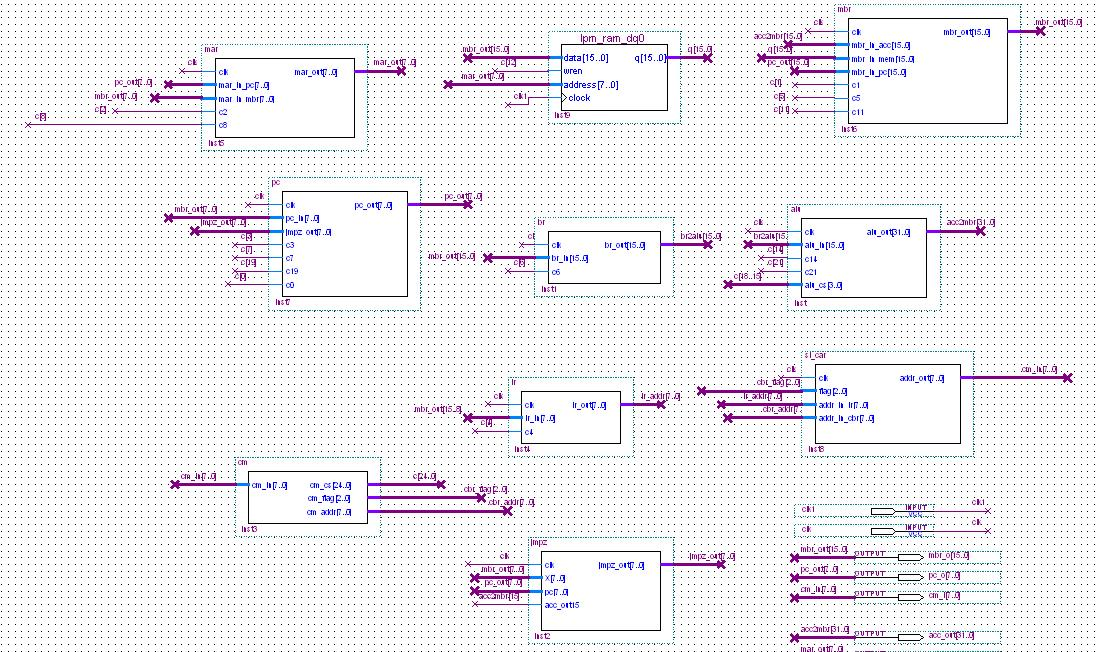 mar
clk
clk
mar_out[7..0]
mar_out[7..0]
pc_out[7..0]
mar_in_pc[7..0]
mbr_out[7..0]
mar_in_mbr[7..0]
c[2]
c2
c[8]
c8
inst5
lpm_ram_dq0
mbr_out[15..0]
data[15..0]
q[15..0]
q[15..0]
c[12]
wren
mar_out[7..0]
address[7..0]
clk1
clock
inst9
mbr
clk
clk
mbr_out[15..0]
mbr_out[15..0]
acc2mbr[15..0]
mbr_in_acc[15..0]
q[15..0]
mbr_in_mem[15..0]
pc_out[15..0]
mbr_in_pc[15..0]
c[1]
c1
c[5]
c5
c[11]
c11
inst6
pc
clk
clk
pc_out[7..0]
pc_out[7..0]
mbr_out[7..0]
pc_in[7..0]
jmpz_out[7..0]
jmpz_out[7..0]
c[3]
c3
c[7]
c7
c[19]
c19
c[0]
c0
inst7
br
cl
clk
br_out[15..0]
br2alu[15..0]
mbr_out[15..0]
br_in[15..0]
c[6]
c6
inst1
alu
clk
clk
alu_out[31..0]
acc2mbr[31..0]
br2alu[15..
alu_in[15..0]
c[14]
c14
c[21]
c21
c[18..15]
alu_cs[3..0]
inst
ir
clk
clk
ir_out[7..0]
ir_addr[7..0]
mbr_out[15..8]
ir_in[7..0]
c[4]
c4
inst4
sl_car
clk
clk
addr_out[7..0]
cm_in[7..0]
cbr_flag[2..0]
flag[2..0]
ir_addr[7..0]
addr_in_ir[7..0]
cbr_addr[7.
addr_in_cbr[7..0]
inst8
cm
cm_in[7..0]
cm_in[7..0]
cm_cs[24..0]
c[24..0]
cm_flag[2..0]
cbr_flag[2..0]
cm_addr[7..0]
cbr_addr[7..0]
inst3
jmpz
clk
clk
jmpz_out[7..0]
jmpz_out[7..0]
mbr_out[7..0]
X[7..0]
pc_out[7..0]
pc[7..0]
acc2mbr[15]
acc_out15
inst2
clk1
INPUT
VCC
clk1
clk
INPUT
VCC
clk
mbr_out[15..0]
OUTPUT
mbr_o[15..0]
pc_out[7..0]
OUTPUT
pc_o[7..0]
cm_in[7..0]
OUTPUT
cm_i[7..0]
acc2mbr[31..0]
OUTPUT
acc_out[31..0]
mar_out[7..0]